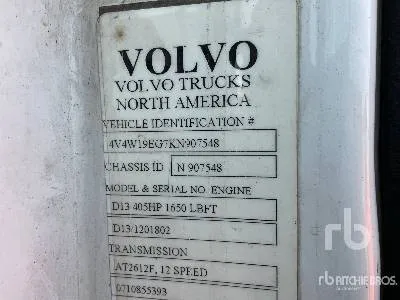 VOLVO
VOLVO TRUCKS
NORTH AMERICA
VEHICLE IDENTIFICATION #
4V4W19EG7KN907548
CHASSIS ID N 907548
MODEL & SERIAL NO. ENGINE
D13 405HP 1650 LBFT
D13/1201802
TRANSMISSION
AT2612F, 12 SPEED
0710855393
rb
rb RITCHIE BROS.